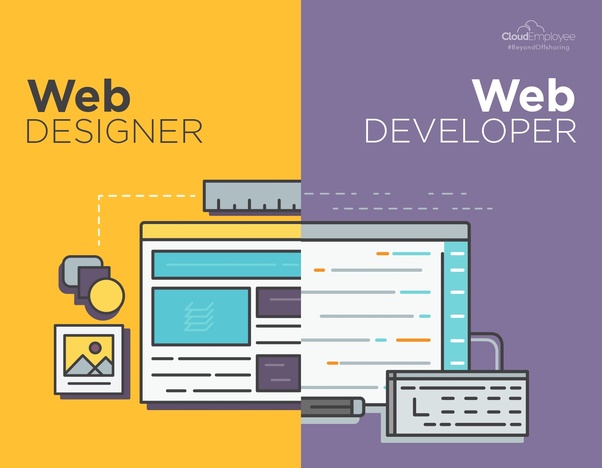 CloudEmployee
#BeyondOffshoring
Web
DESIGNER
Web
DEVELOPER